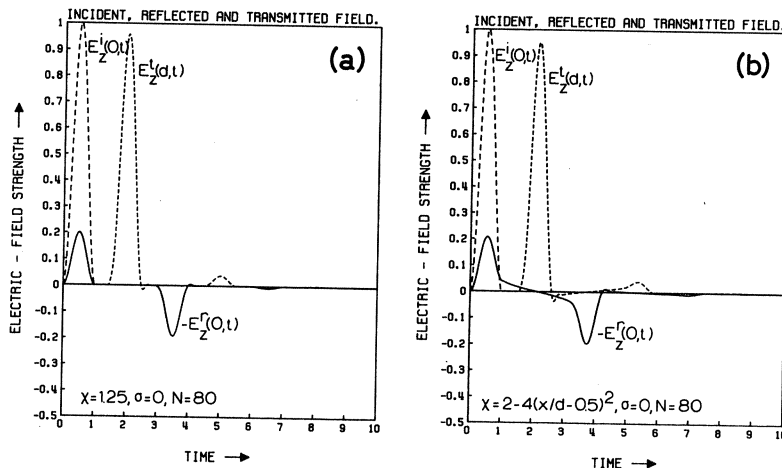 INCIDENT, REFLECTED AND TRANSMITTED FIELD.
(a)
E_z^i(0,t)
E_z^t(d,t)
-E_z^r(0,t)
χ=1.25, σ=0, N=80
ELECTRIC - FIELD STRENGTH →
1
0.9
0.8
0.7
0.6
0.5
0.4
0.3
0.2
0.1
0
-0.1
-0.2
-0.3
-0.4
-0.5
0 1 2 3 4 5 6 7 8 9 10
TIME →
INCIDENT, REFLECTED AND TRANSMITTED FIELD.
(b)
E_z^i(0,t)
E_z^t(d,t)
-E_z^r(0,t)
χ=2-4(x/d-0.5)², σ=0, N=80
ELECTRIC - FIELD STRENGTH →
1
0.9
0.8
0.7
0.6
0.5
0.4
0.3
0.2
0.1
0
-0.1
-0.2
-0.3
-0.4
-0.5
0 1 2 3 4 5 6 7 8 9 10
TIME →